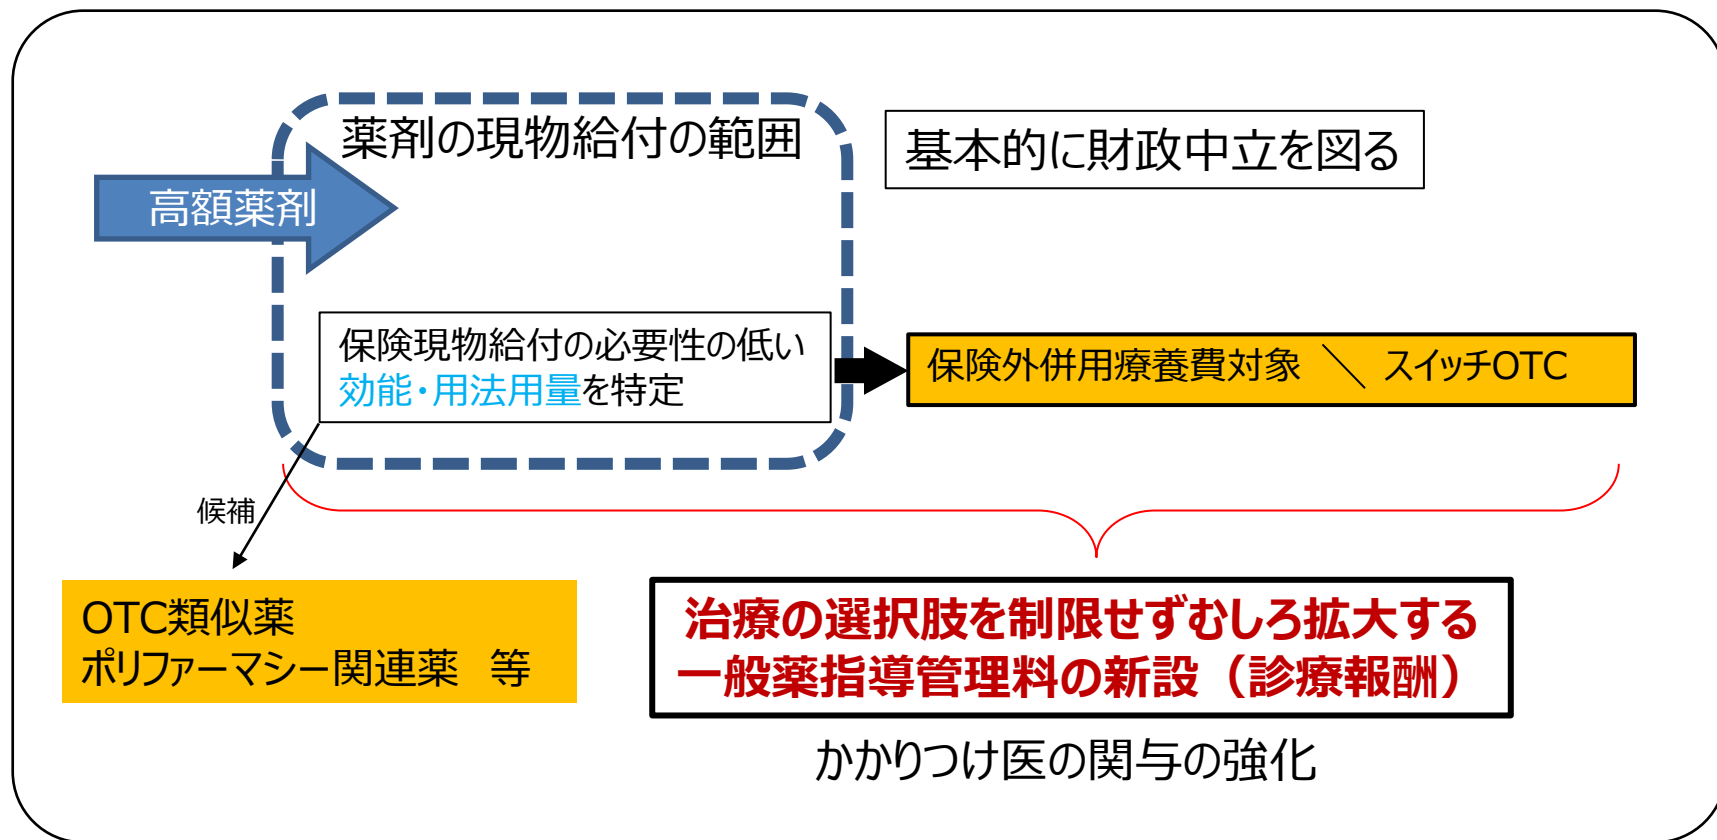 薬剤の現物給付の範囲
基本的に財政中立を図る
高額薬剤
保険現物給付の必要性の低い
効能・用法用量を特定
保険外併用療養費対象 ＼ スイッチOTC
候補
OTC類似薬
ポリファーマシー関連薬　等
治療の選択肢を制限せずむしろ拡大する
一般薬指導管理料の新設（診療報酬）
かかりつけ医の関与の強化